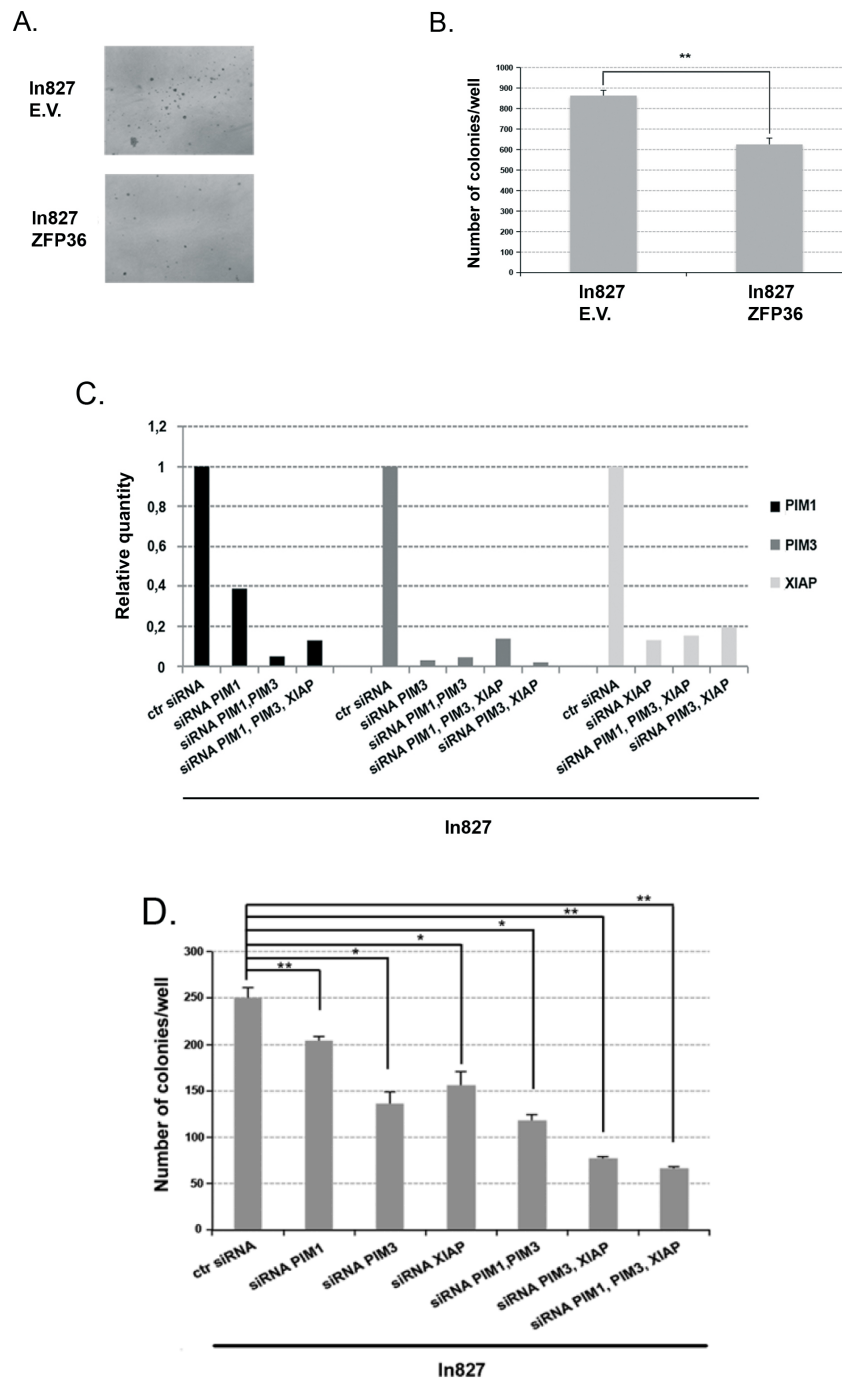 A.
In827
E.V.
In827
ZFP36
B.
**
Number of colonies/well
1000
900
800
700
600
500
400
300
200
100
0
In827
E.V.
In827
ZFP36
C.
Relative quantity
1,2
1
0,8
0,6
0,4
0,2
0
PIM1
PIM3
XIAP
ctr siRNA
siRNA PIM1
siRNA PIM1,PIM3
siRNA PIM1, PIM3, XIAP
ctr siRNA
siRNA PIM3
siRNA PIM1,PIM3
siRNA PIM1, PIM3, XIAP
siRNA PIM3, XIAP
ctr siRNA
siRNA XIAP
siRNA PIM1, PIM3, XIAP
siRNA PIM3, XIAP
In827
D.
**
**
*
*
*
**
Number of colonies/well
300
250
200
150
100
50
0
ctr siRNA
siRNA PIM1
siRNA PIM3
siRNA XIAP
siRNA PIM1,PIM3
siRNA PIM3, XIAP
siRNA PIM1, PIM3, XIAP
In827